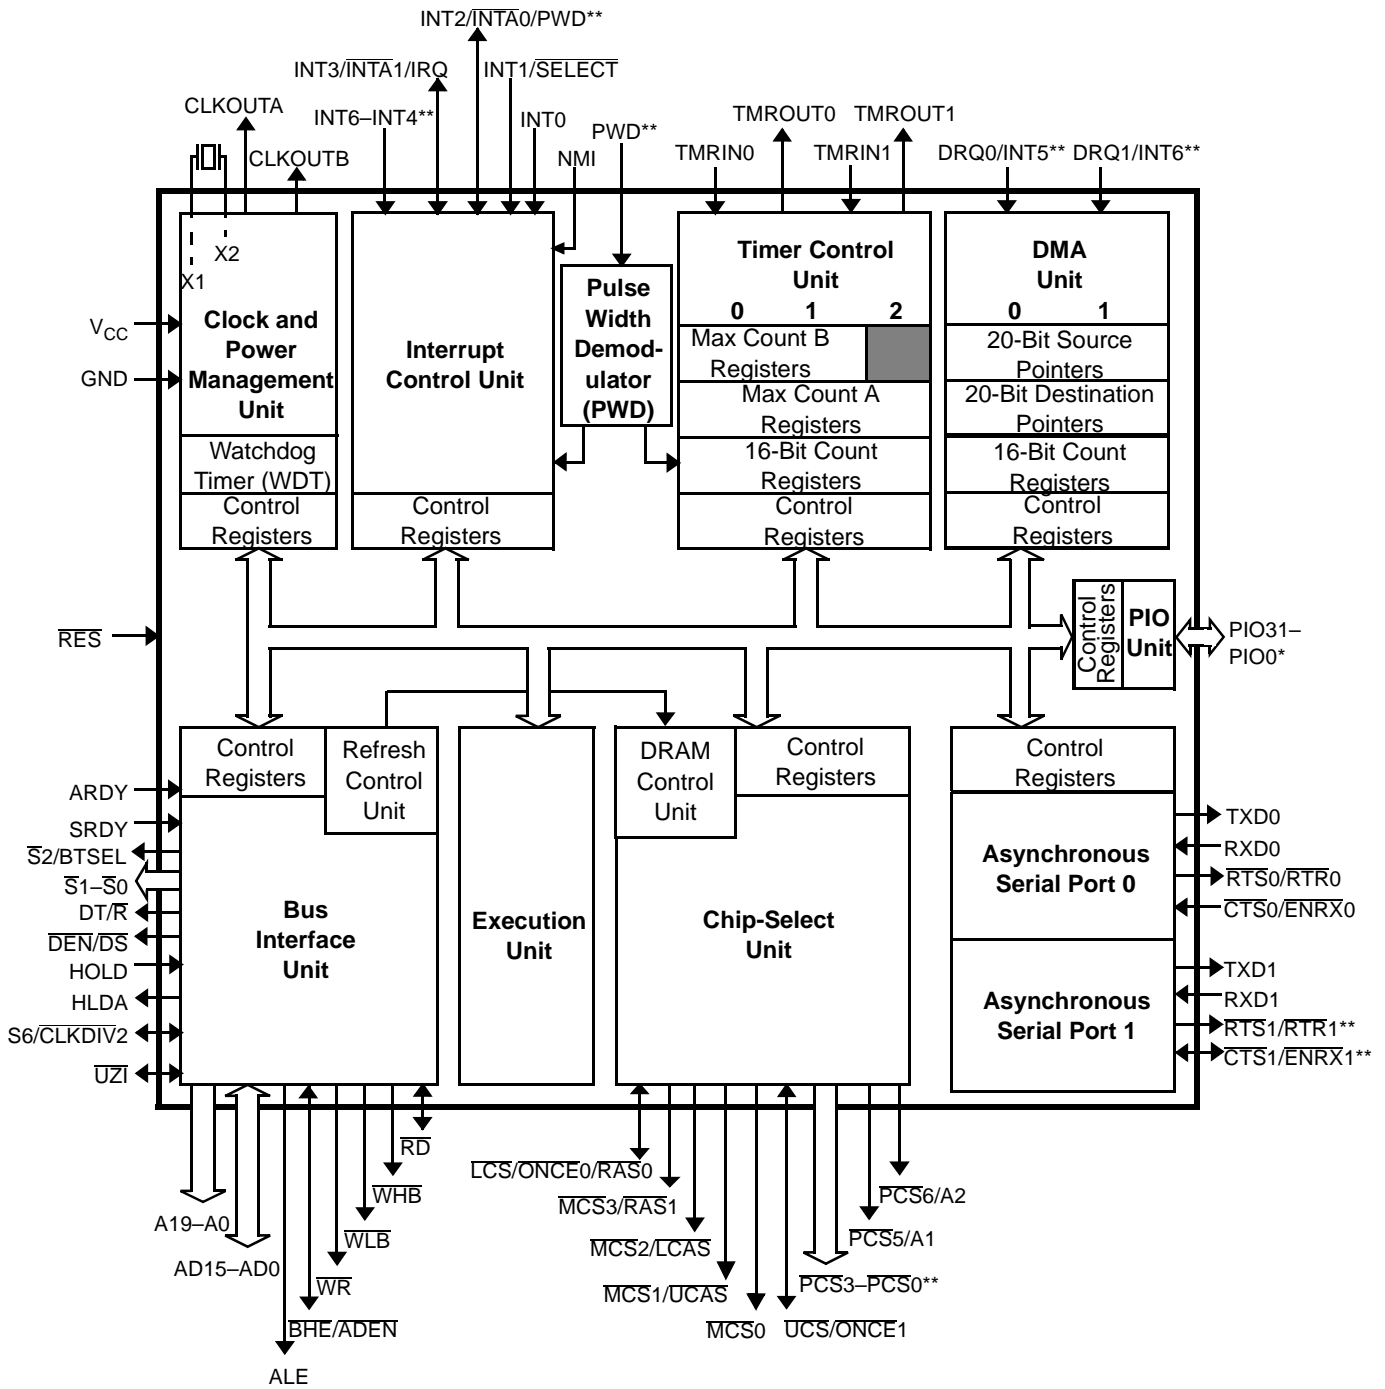 INT2/INTA0/PWD**
INT3/INTA1/IRQ
INT1/SELECT
CLKOUTA
INT6–INT4**
INT0
PWD**
TMROUT0
TMROUT1
CLKOUTB
NMI
TMRIN0
TMRIN1
DRQ0/INT5**
DRQ1/INT6**
X2
X1
VCC
GND
Clock and
Power
Management
Unit
Watchdog
Timer (WDT)
Control
Registers
Interrupt
Control Unit
Control
Registers
Pulse
Width
Demod-
ulator
(PWD)
Timer Control
Unit
0 1 2
Max Count B
Registers
Max Count A
Registers
16-Bit Count
Registers
Control
Registers
DMA
Unit
0 1
20-Bit Source
Pointers
20-Bit Destination
Pointers
16-Bit Count
Registers
Control
Registers
RES
Control
Registers
PIO
Unit
PIO31–
PIO0*
Control
Registers
Refresh
Control
Unit
Bus
Interface
Unit
Execution
Unit
DRAM
Control
Unit
Control
Registers
Chip-Select
Unit
Control
Registers
Asynchronous
Serial Port 0
Asynchronous
Serial Port 1
ARDY
SRDY
S2/BTSEL
S1–S0
DT/R
DEN/DS
HOLD
HLDA
S6/CLKDIV2
UZI
TXD0
RXD0
RTS0/RTR0
CTS0/ENRX0
TXD1
RXD1
RTS1/RTR1**
CTS1/ENRX1**
RD
WHB
A19–A0
WLB
AD15–AD0
WR
BHE/ADEN
ALE
LCS/ONCE0/RAS0
MCS3/RAS1
MCS2/LCAS
MCS1/UCAS
MCS0
PCS6/A2
PCS5/A1
PCS3–PCS0**
UCS/ONCE1